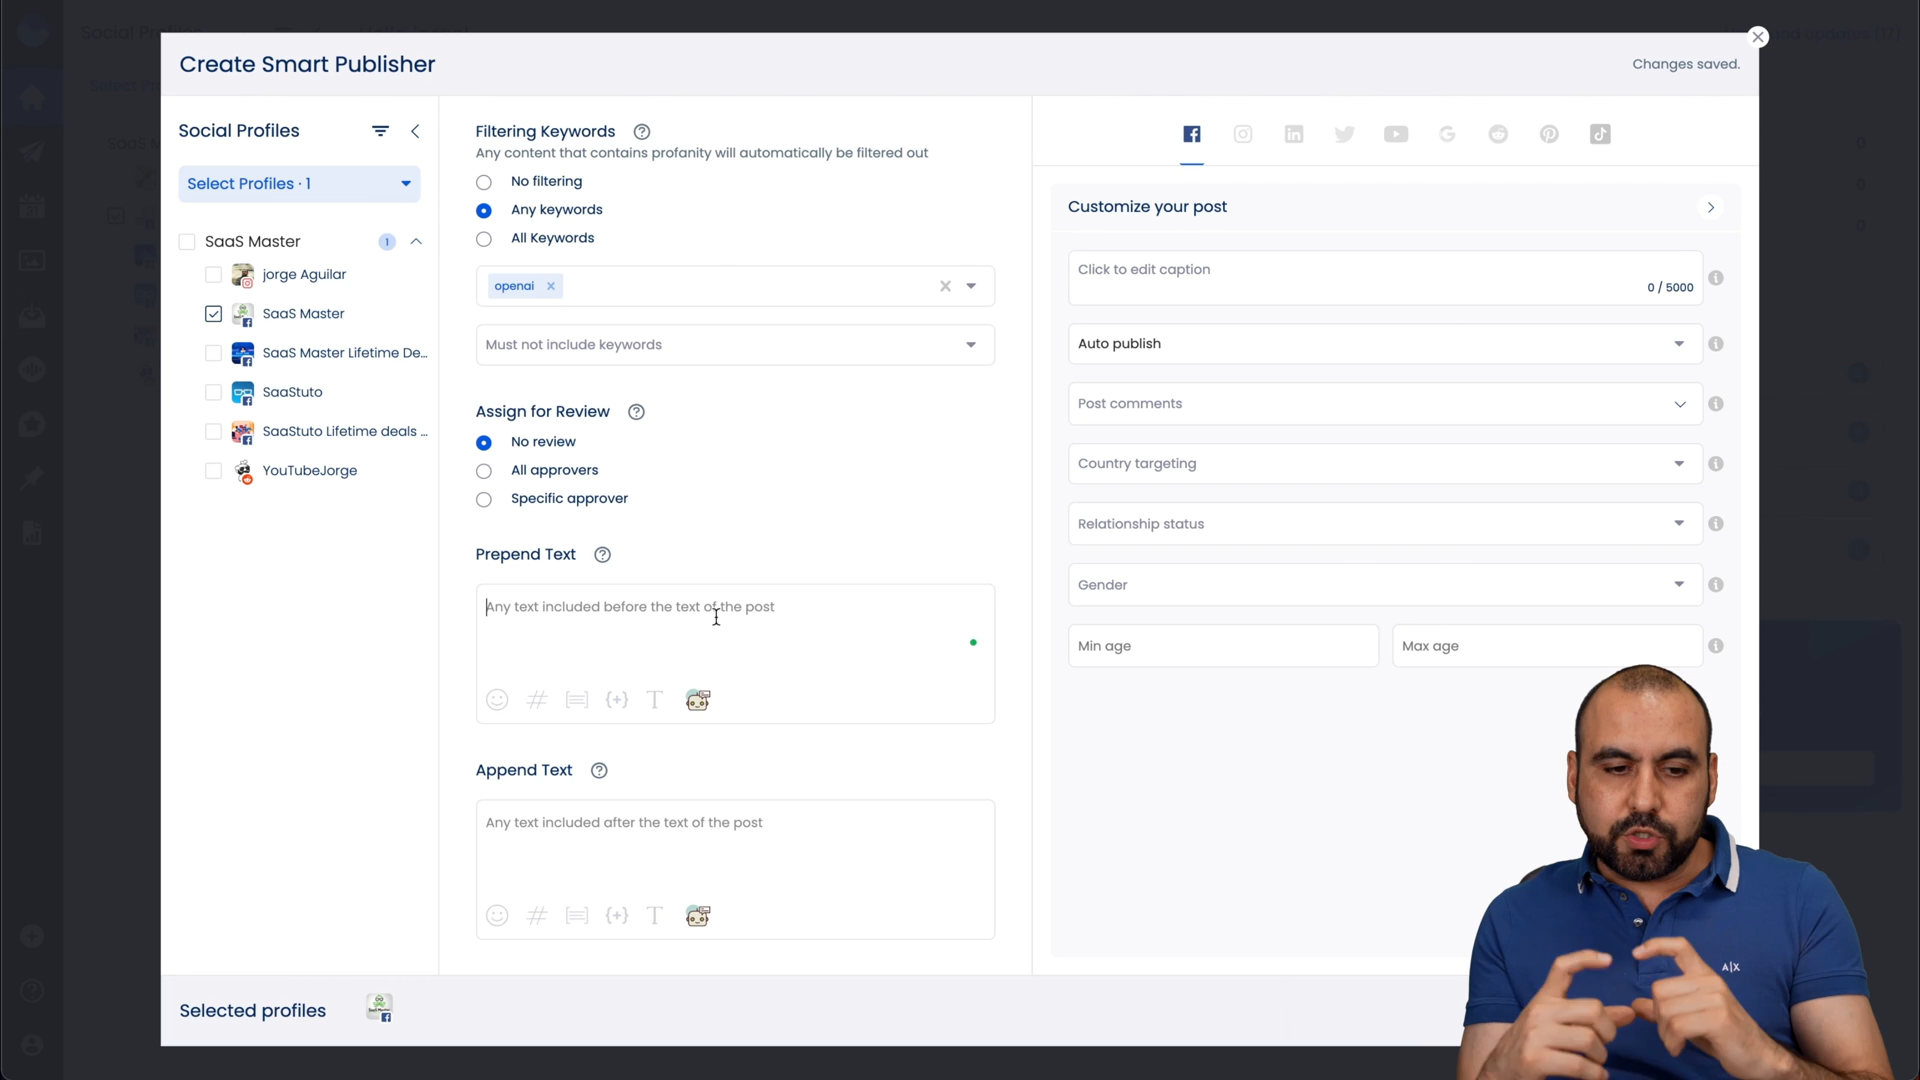 Create Smart Publisher
Changes saved.
Social Profiles
Select Profiles · 1
SaaS Master
1
jorge Aguilar
SaaS Master
SaaS Master Lifetime De...
SaaStuto
SaaStuto Lifetime deals ...
YouTubeJorge
Filtering Keywords
Any content that contains profanity will automatically be filtered out
No filtering
Any keywords
All Keywords
openai
Must not include keywords
Assign for Review
No review
All approvers
Specific approver
Prepend Text
Any text included before the text of the post
Append Text
Any text included after the text of the post
Customize your post
Click to edit caption
0 / 5000
Auto publish
Post comments
Country targeting
Relationship status
Gender
Min age
Max age
Selected profiles
A|X